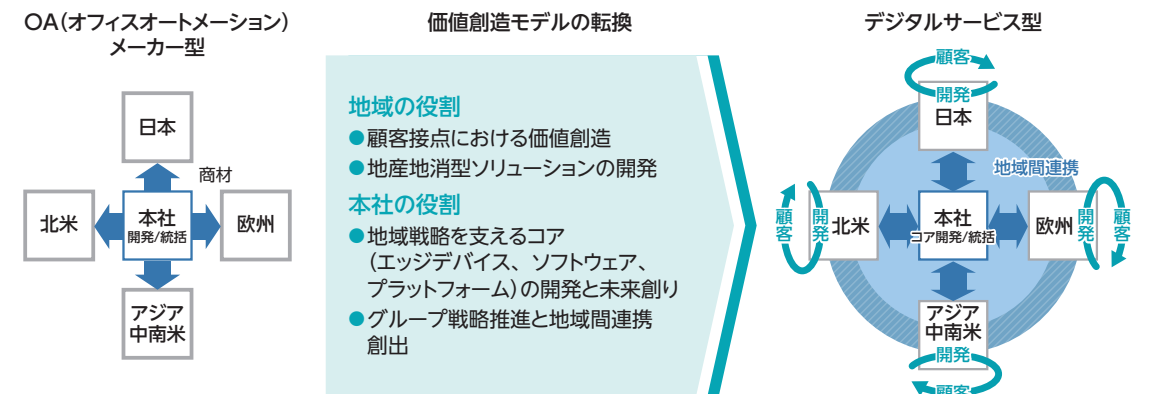 OA（オフィスオートメーション）
メーカー型
日本
商材
北米
本社
開発/統括
欧州
アジア
中南米
価値創造モデルの転換
地域の役割
●顧客接点における価値創造
●地産地消型ソリューションの開発
本社の役割
●地域戦略を支えるコア
（エッジデバイス、ソフトウェア、
プラットフォーム）の開発と未来創り
●グループ戦略推進と地域間連携
創出
デジタルサービス型
顧客
開発
日本
地域間連携
顧客
開発
北米
本社
コア開発/統括
欧州
開発
顧客
アジア
中南米
開発
顧客